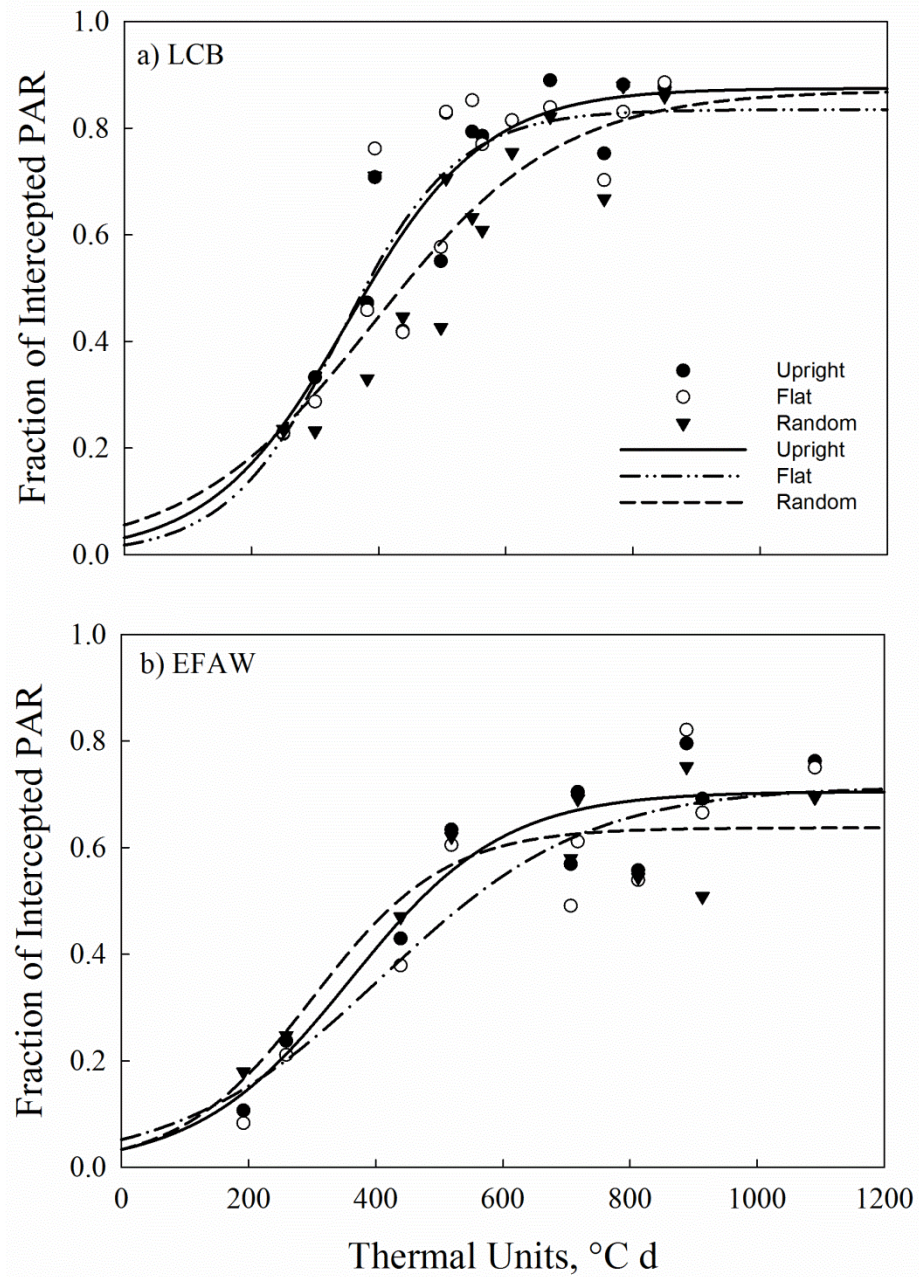 1.0
a) LCB
0.8
0.6
0.4
0.2
0.0
Fraction of Intercepted PAR
Upright
Flat
Random
Upright
Flat
Random
1.0
b) EFAW
0.8
0.6
0.4
0.2
0.0
Fraction of Intercepted PAR
0 200 400 600 800 1000 1200
Thermal Units, °C d